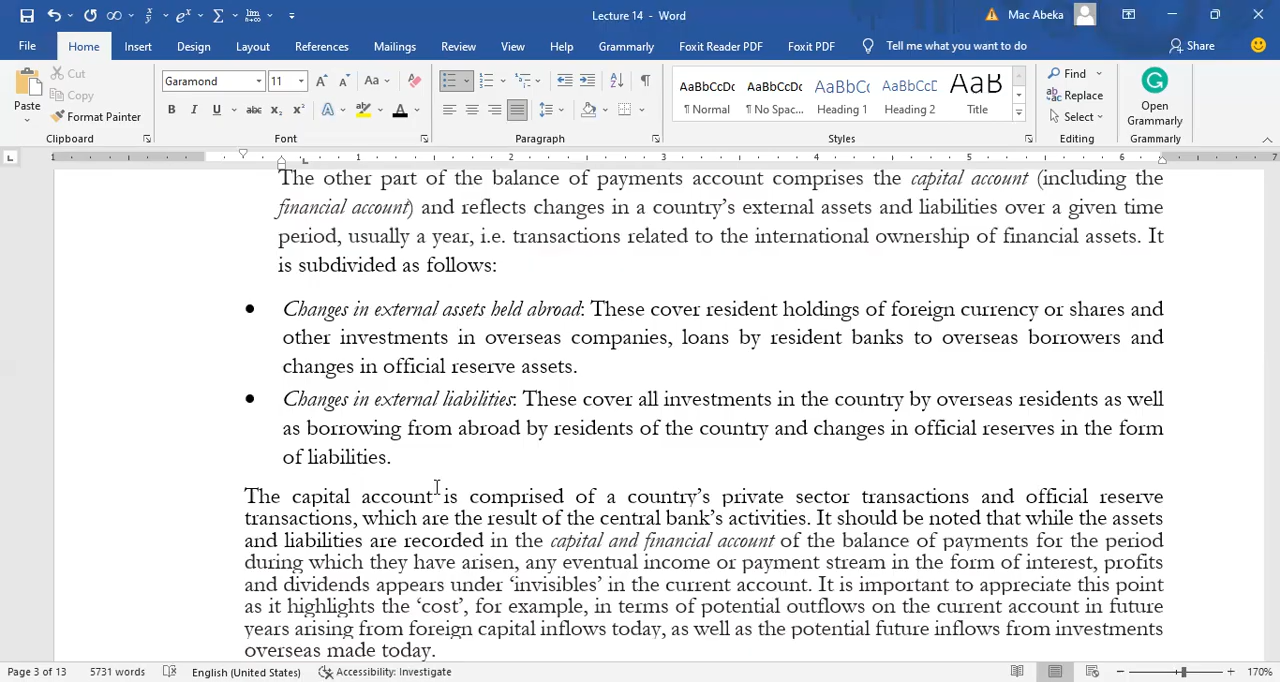 Lecture 14 - Word
Mac Abeka
File Home Insert Design Layout References Mailings Review View Help Grammarly Foxit Reader PDF Foxit PDF Tell me what you want to do Share
Paste
Cut
Copy
Format Painter
Clipboard
Garamond 11
Font
Paragraph
AaBbCcDc AaBbCcDc AaBbC AaBbCcD AaB
¶ Normal ¶ No Spac... Heading 1 Heading 2 Title
Styles
Find
Replace
Select
Editing
Open
Grammarly
Grammarly
1 1 2 3 4 5 6 7
The other part of the balance of payments account comprises the capital account (including the
financial account) and reflects changes in a country’s external assets and liabilities over a given time
period, usually a year, i.e. transactions related to the international ownership of financial assets. It
is subdivided as follows:
• Changes in external assets held abroad: These cover resident holdings of foreign currency or shares and
other investments in overseas companies, loans by resident banks to overseas borrowers and
changes in official reserve assets.
• Changes in external liabilities: These cover all investments in the country by overseas residents as well
as borrowing from abroad by residents of the country and changes in official reserves in the form
of liabilities.
The capital account is comprised of a country’s private sector transactions and official reserve
transactions, which are the result of the central bank’s activities. It should be noted that while the assets
and liabilities are recorded in the capital and financial account of the balance of payments for the period
during which they have arisen, any eventual income or payment stream in the form of interest, profits
and dividends appears under ‘invisibles’ in the current account. It is important to appreciate this point
as it highlights the ‘cost’, for example, in terms of potential outflows on the current account in future
years arising from foreign capital inflows today, as well as the potential future inflows from investments
overseas made today.
Page 3 of 13 5731 words English (United States) Accessibility: Investigate 170%